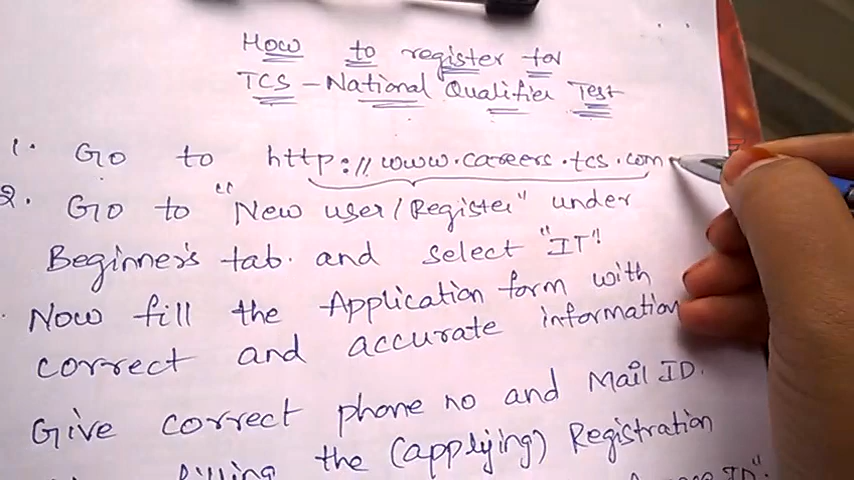 How to register for
TCS - National Qualifier Test
1. Go to http://www.careers.tcs.com
2. Go to "New user/Register" under
Beginner's tab. and select "IT"
Now fill the Application form with
correct and accurate information
Give correct phone no and Mail ID.
filling the (applying) Registration
ID"